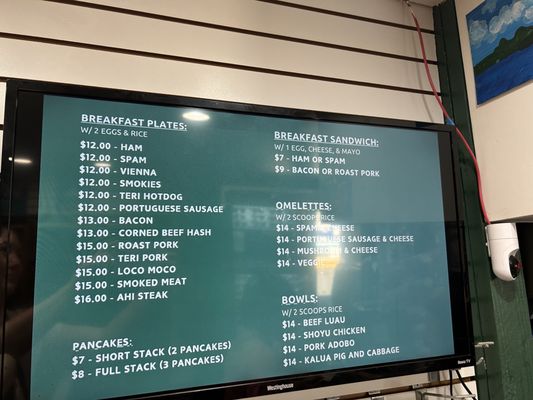 BREAKFAST PLATES:
W/ 2 EGGS & RICE
$12.00 - HAM
$12.00 - SPAM
$12.00 - VIENNA
$12.00 - SMOKIES
$12.00 - TERI HOTDOG
$12.00 - PORTUGUESE SAUSAGE
$13.00 - BACON
$13.00 - CORNED BEEF HASH
$15.00 - ROAST PORK
$15.00 - TERI PORK
$15.00 - LOCO MOCO
$15.00 - SMOKED MEAT
$16.00 - AHI STEAK
PANCAKES:
$7 - SHORT STACK (2 PANCAKES)
$8 - FULL STACK (3 PANCAKES)
BREAKFAST SANDWICH:
W/ 1 EGG, CHEESE, & MAYO
$7 - HAM OR SPAM
$9 - BACON OR ROAST PORK
OMELETTES:
W/ 2 SCOOPS RICE
$14 - SPAM & CHEESE
$14 - PORTUGUESE SAUSAGE & CHEESE
$14 - MUSHROOM & CHEESE
$14 - VEGGIE
BOWLS:
W/ 2 SCOOPS RICE
$14 - BEEF LUAU
$14 - SHOYU CHICKEN
$14 - PORK ADOBO
$14 - KALUA PIG AND CABBAGE
Westinghouse
Roku TV